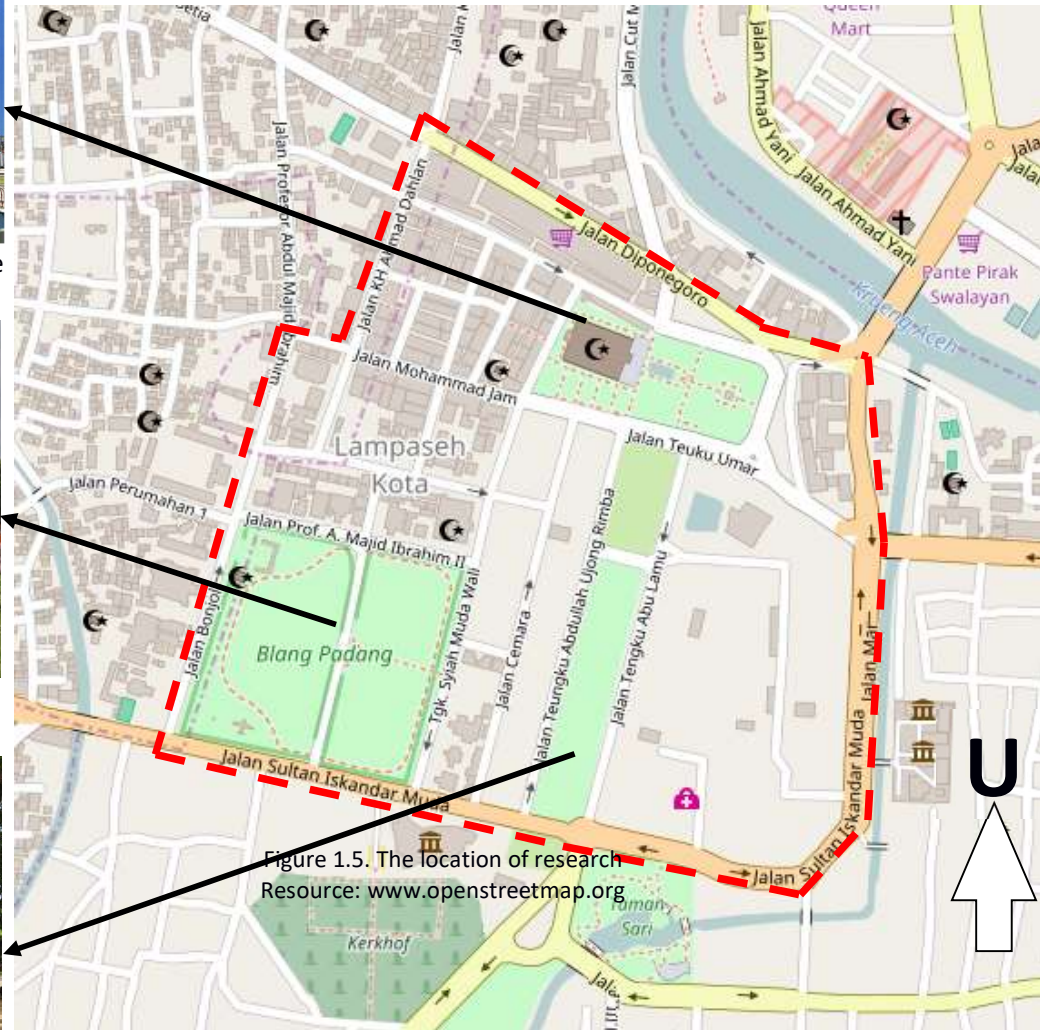 Queen
Mart
Setia
Jalan Cut M
Jalan Ahmad Yani
Jalan Ahmad Yani
Jala
Jalan
Jalan KH Ahmad Dahlan
Jalan Profesor Abdul Majid Ibrahim
Jalan Diponegoro
Pante Pirak
Swalayan
Krueng Aceh
e
Jalan Mohammad Jam
Lampaseh
Kota
Jalan Teuku Umar
Jalan Perumahan 1
Jalan Prof. A. Majid Ibrahim II
Jalan Bonjol
Blang Padang
Tgk. Syiah Muda Wali
Jalan Cemara
Jalan Teungku Abdullah Ujong Rimba
Jalan Tengku Abu Lamu
Jalan Sultan Iskandar Muda
Jalan Sultan Iskandar Muda
Jalan Mar
U
Figure 1.5. The location of research
Resource: www.openstreetmap.org
Taman
Sari
Kerkhof